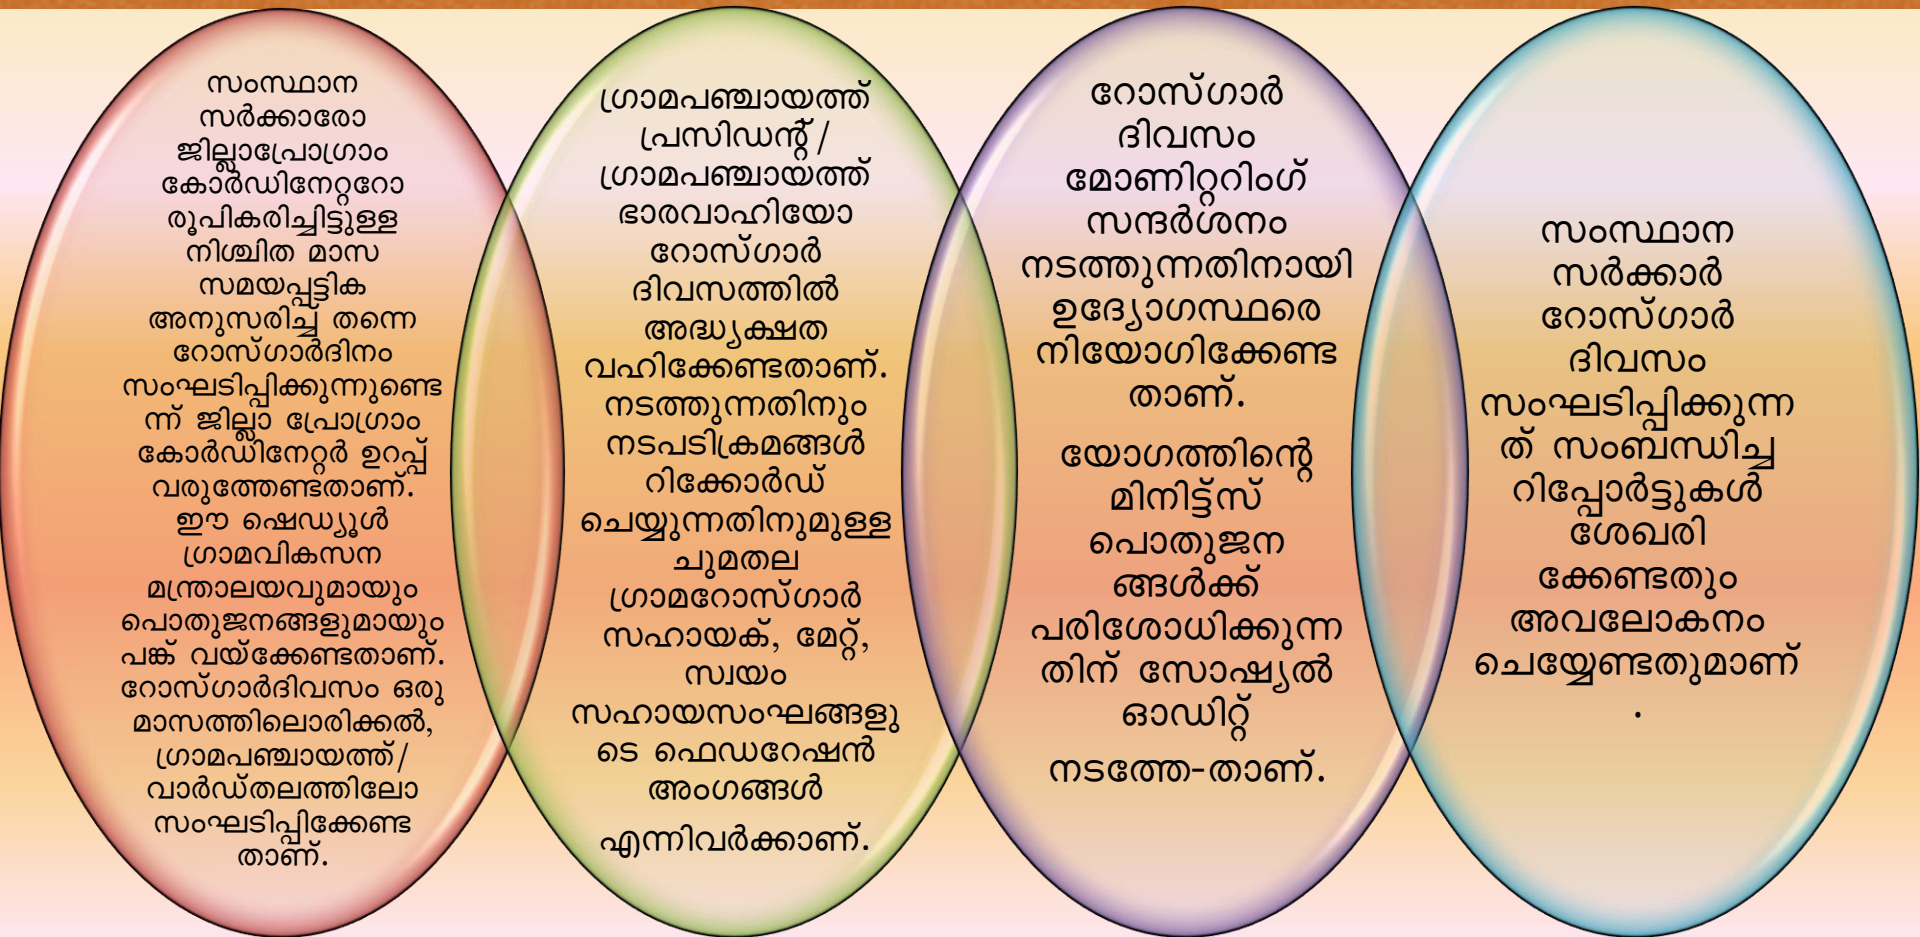 സംസ്ഥാന
സർക്കാരോ
ജില്ലാപ്രോഗ്രാം
കോർഡിനേറ്ററോ
രൂപികരിച്ചിട്ടുള്ള
നിശ്ചിത മാസ
സമയപ്പട്ടിക
അനുസരിച്ച് തന്നെ
റോസ്ഗാർദിനം
സംഘടിപ്പിക്കുന്നുണ്ടെ
ന്ന് ജില്ലാ പ്രോഗ്രാം
കോർഡിനേറ്റർ ഉറപ്പ്
വരുത്തേണ്ടതാണ്.
ഈ ഷെഡ്യൂൾ
ഗ്രാമവികസന
മന്ത്രാലയവുമായും
പൊതുജനങ്ങളുമായും
പങ്ക് വയ്ക്കേണ്ടതാണ്.
റോസ്ഗാർദിവസം ഒരു
മാസത്തിലൊരിക്കൽ,
ഗ്രാമപഞ്ചായത്ത്/
വാർഡ്തലത്തിലോ
സംഘടിപ്പിക്കേണ്ട
താണ്.
ഗ്രാമപഞ്ചായത്ത്
പ്രസിഡന്റ്/
ഗ്രാമപഞ്ചായത്ത്
ഭാരവാഹിയോ
റോസ്ഗാർ
ദിവസത്തിൽ
അദ്ധ്യക്ഷത
വഹിക്കേണ്ടതാണ്.
നടത്തുന്നതിനും
നടപടിക്രമങ്ങൾ
റിക്കോർഡ്
ചെയ്യുന്നതിനുമുള്ള
ചുമതല
ഗ്രാമറോസ്ഗാർ
സഹായക്, മേറ്റ്,
സ്വയം
സഹായസംഘങ്ങളു
ടെ ഫെഡറേഷൻ
അംഗങ്ങൾ
എന്നിവർക്കാണ്.
റോസ്ഗാർ
ദിവസം
മോണിറ്ററിംഗ്
സന്ദർശനം
നടത്തുന്നതിനായി
ഉദ്യോഗസ്ഥരെ
നിയോഗിക്കേണ്ട
താണ്.
യോഗത്തിന്റെ
മിനിട്ട്സ്
പൊതുജന
ങ്ങൾക്ക്
പരിശോധിക്കുന്ന
തിന് സോഷ്യൽ
ഓഡിറ്റ്
നടത്തേ-താണ്.
സംസ്ഥാന
സർക്കാർ
റോസ്ഗാർ
ദിവസം
സംഘടിപ്പിക്കുന്ന
ത് സംബന്ധിച്ച
റിപ്പോർട്ടുകൾ
ശേഖരി
ക്കേണ്ടതും
അവലോകനം
ചെയ്യേണ്ടതുമാണ്
.